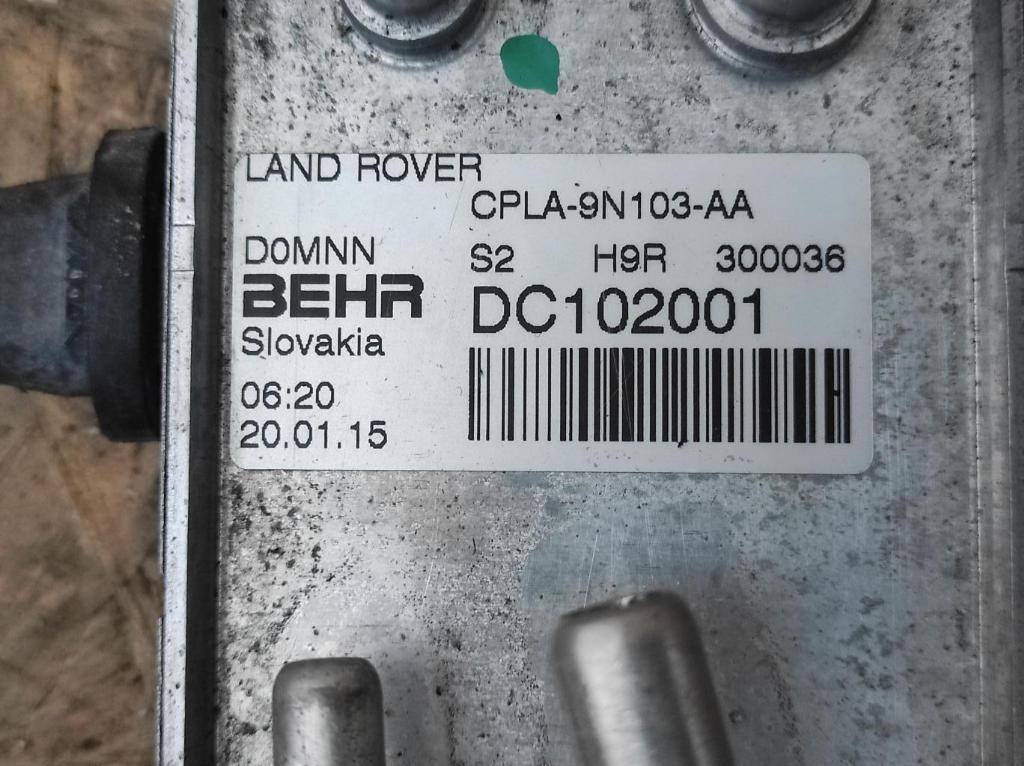 LAND ROVER
CPLA-9N103-AA
D0MNN
S2 H9R 300036
BEHR
DC102001
Slovakia
06:20
20.01.15